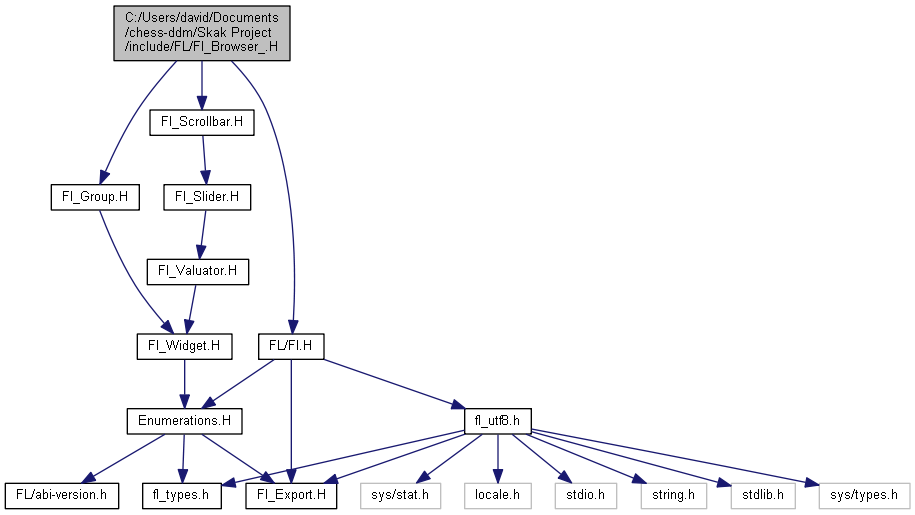 C:/Users/david/Documents
/chess-ddm/Skak Project
/include/FL/Fl_Browser_.H
Fl_Scrollbar.H
Fl_Group.H
Fl_Slider.H
Fl_Valuator.H
Fl_Widget.H
FL/Fl.H
Enumerations.H
fl_utf8.h
FL/abi-version.h
fl_types.h
Fl_Export.H
sys/stat.h
locale.h
stdio.h
string.h
stdlib.h
sys/types.h